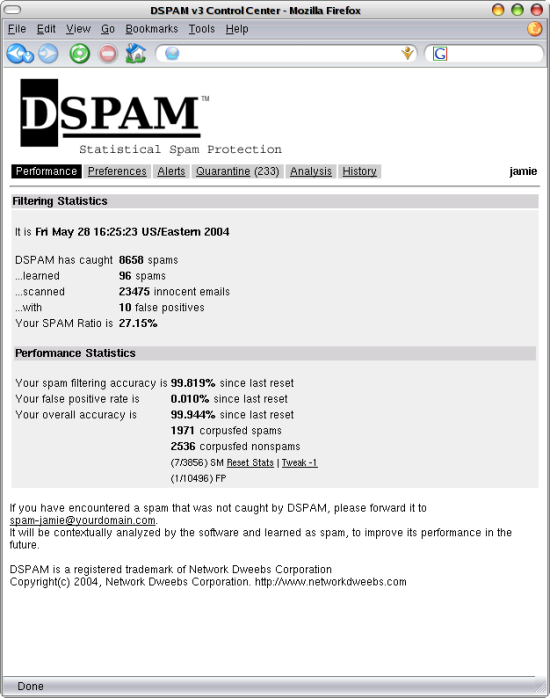 DSPAM v3 Control Center - Mozilla Firefox
File Edit View Go Bookmarks Tools Help
G
DSPAM™
Statistical Spam Protection
Performance Preferences Alerts Quarantine (233) Analysis History jamie
Filtering Statistics
It is Fri May 28 16:25:23 US/Eastern 2004
DSPAM has caught 8658 spams
...learned 96 spams
...scanned 23475 innocent emails
...with 10 false positives
Your SPAM Ratio is 27.15%
Performance Statistics
Your spam filtering accuracy is 99.819% since last reset
Your false positive rate is 0.010% since last reset
Your overall accuracy is 99.944% since last reset
1971 corpusfed spams
2536 corpusfed nonspams
(7/3856) SM Reset Stats | Tweak -1
(1/10496) FP
If you have encountered a spam that was not caught by DSPAM, please forward it to
spam-jamie@yourdomain.com.
It will be contextually analyzed by the software and learned as spam, to improve its performance in the
future.
DSPAM is a registered trademark of Network Dweebs Corporation
Copyright(c) 2004, Network Dweebs Corporation. http://www.networkdweebs.com
Done